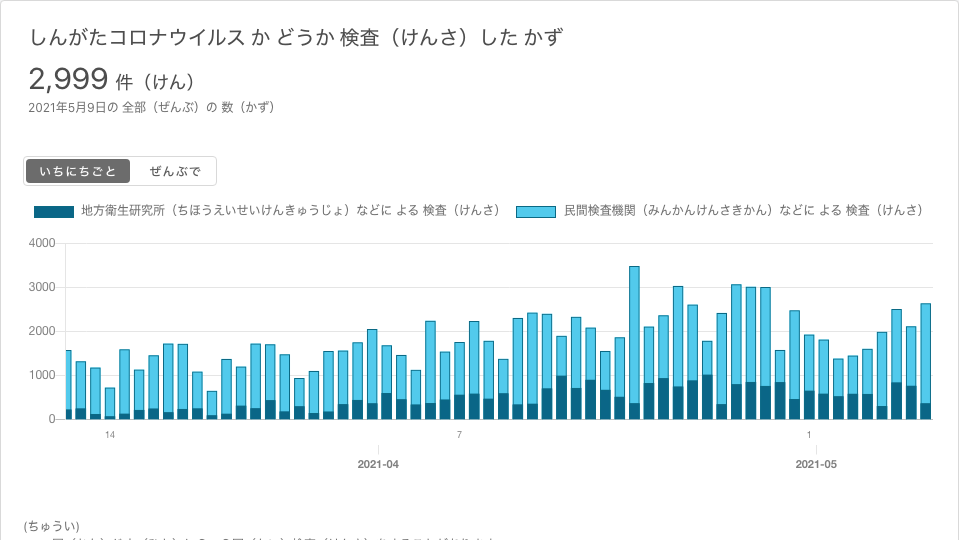 しんがたコロナウイルス か どうか 検査（けんさ）した かず
2,999 件（けん）
2021年5月9日の 全部（ぜんぶ）の 数（かず）
いちにちごと ぜんぶで
地方衛生研究所（ちほうえいせいけんきゅうじょ）などに よる 検査（けんさ） 民間検査機関（みんかんけんさきかん）などに よる 検査（けんさ）
4000
3000
2000
1000
0
14 7 1
2021-04 2021-05
(ちゅうい)